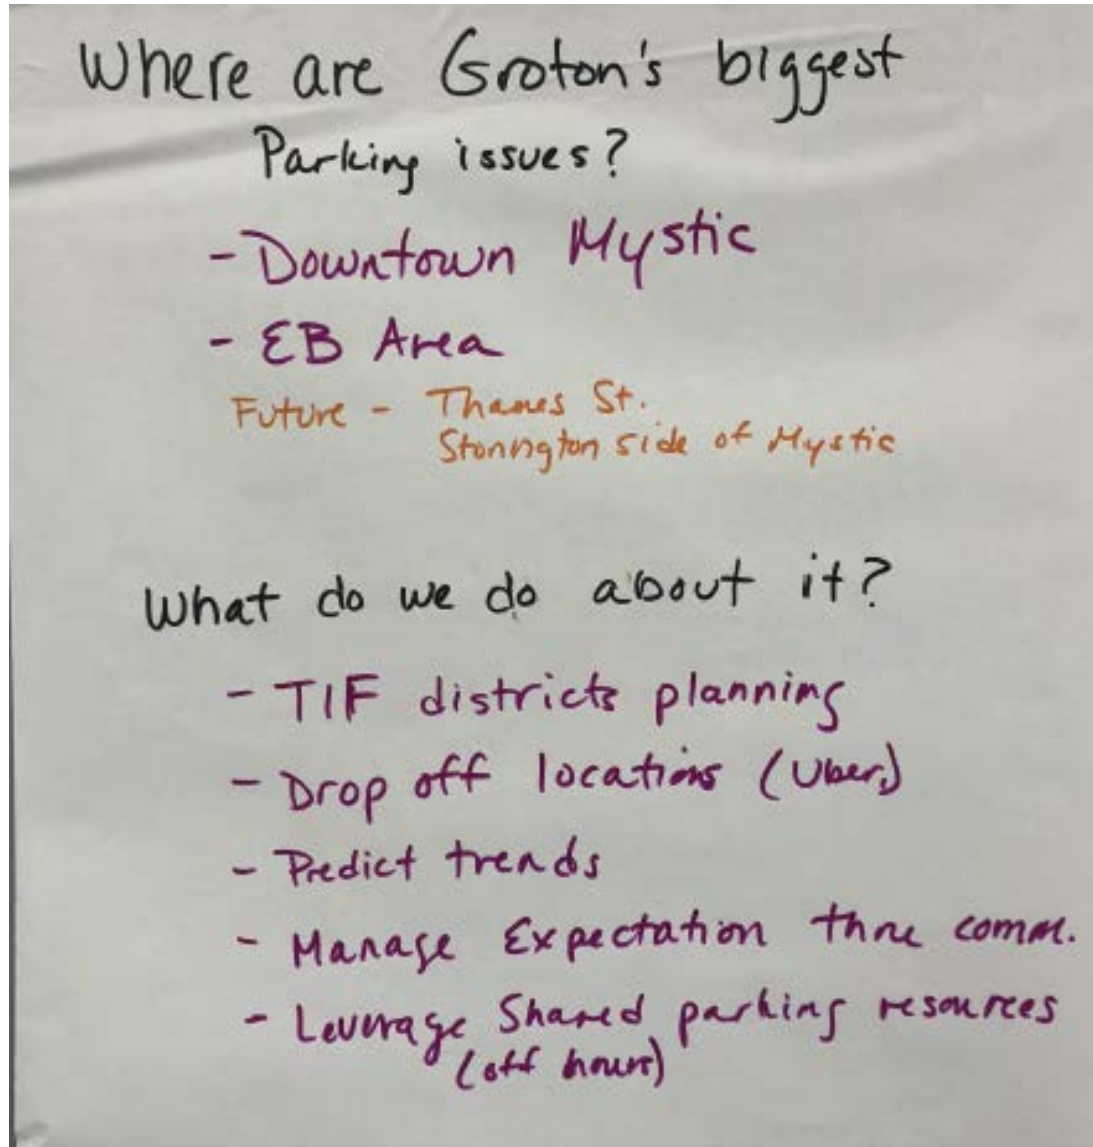 Where are Groton's biggest
Parking issues?
- Downtown Mystic
- EB Area
Future - Thames St.
Stonington side of Mystic
What do we do about it?
- TIF districts planning
- Drop off locations (Uber)
- Predict trends
- Manage Expectation thru comm.
- Leverage Shared parking resources
(off hours)